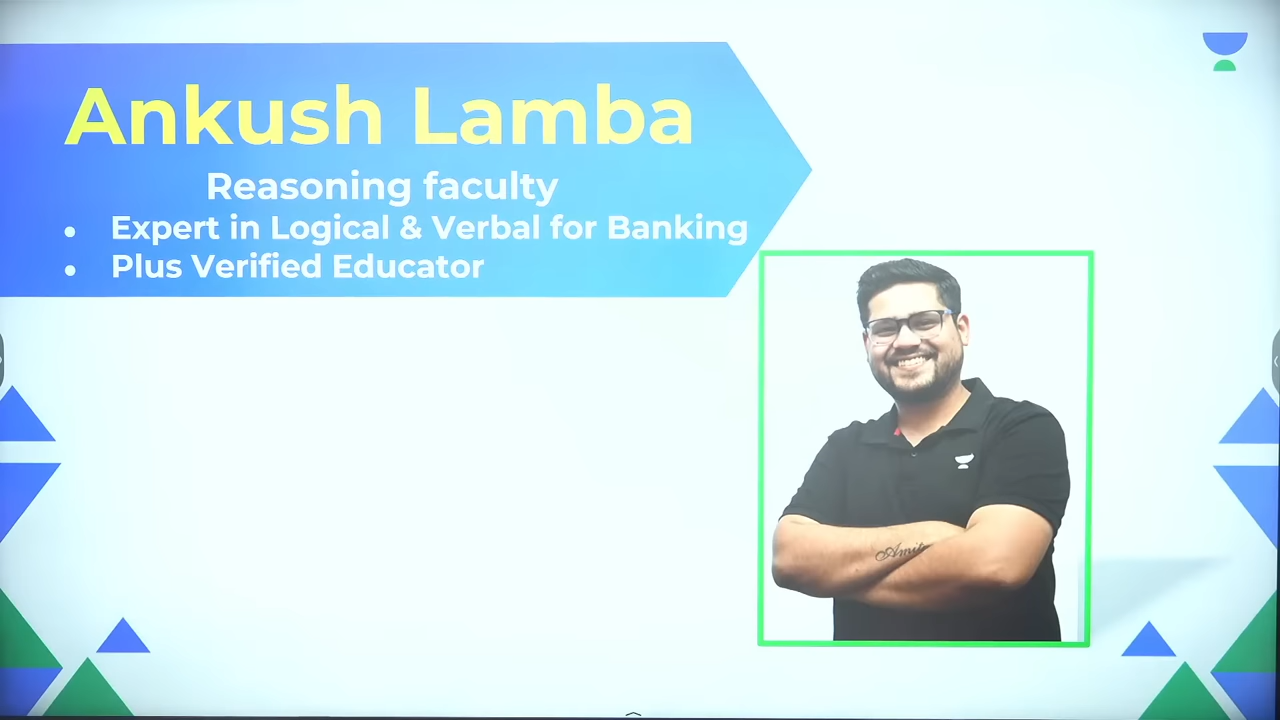 Ankush Lamba
Reasoning faculty
• Expert in Logical & Verbal for Banking
• Plus Verified Educator